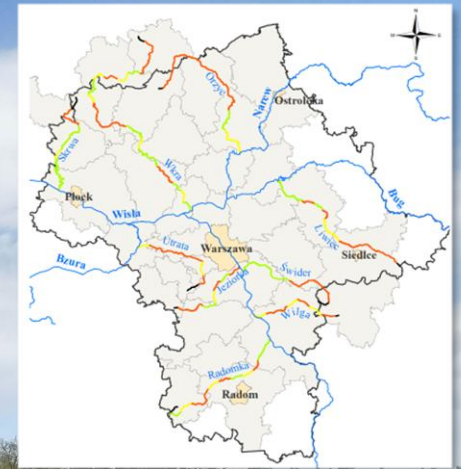 N
W
E
S
Orzyc
Ostrołęka
Narew
Skrwa
Wkra
Płock
Wisła
Bug
Liwiec
Utrata
Warszawa
Bzura
Siedlce
Jeziorka
Świder
Wilga
Radomka
Radom